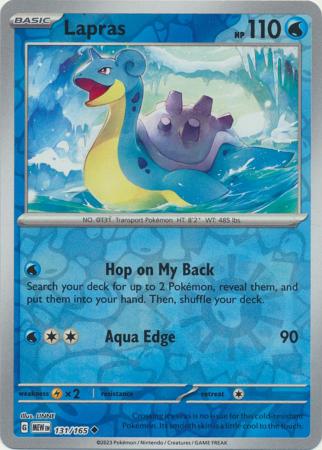 BASIC
Lapras
HP 110
NO. 0131 Transport Pokémon HT: 8'2" WT: 485 lbs.
Hop on My Back
Search your deck for up to 2 Pokémon, reveal them, and
put them into your hand. Then, shuffle your deck.
Aqua Edge 90
weakness ×2 resistance retreat
Illus. LINNE
G MEW EN 131/165
Crossing icy seas is no issue for this cold-resistant
Pokémon. Its smooth skin is a little cool to the touch.
©2023 Pokémon / Nintendo / Creatures / GAME FREAK